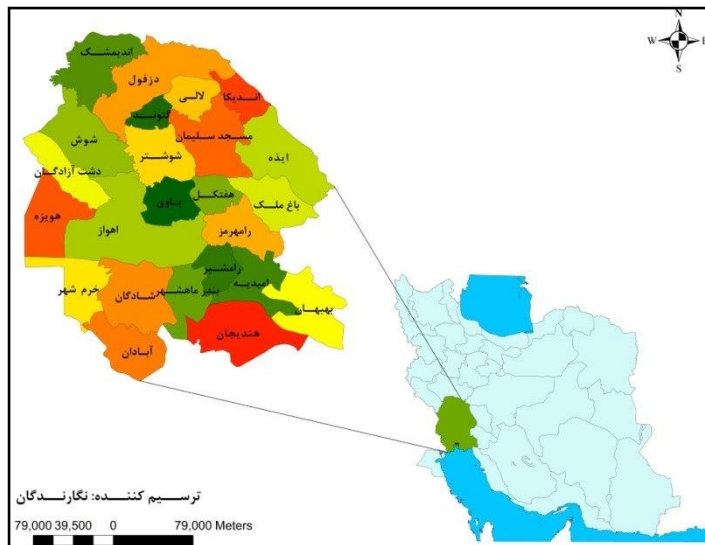 N
W E
S
اندیمشک
دزفول
لالی
اندیکا
گتوند
مسجد سلیمان
شوش
شوشتر
ایذه
دشت آزادگان
هفتکل
باغ ملک
باوی
هویزه
اهواز
رامهرمز
رامشیر
امیدیه
خرم شهر
شادگان
بندر ماهشهر
بهبهان
هندیجان
آبادان
ترسیم کننده: نگارندگان
79,000 39,500 0 79,000 Meters